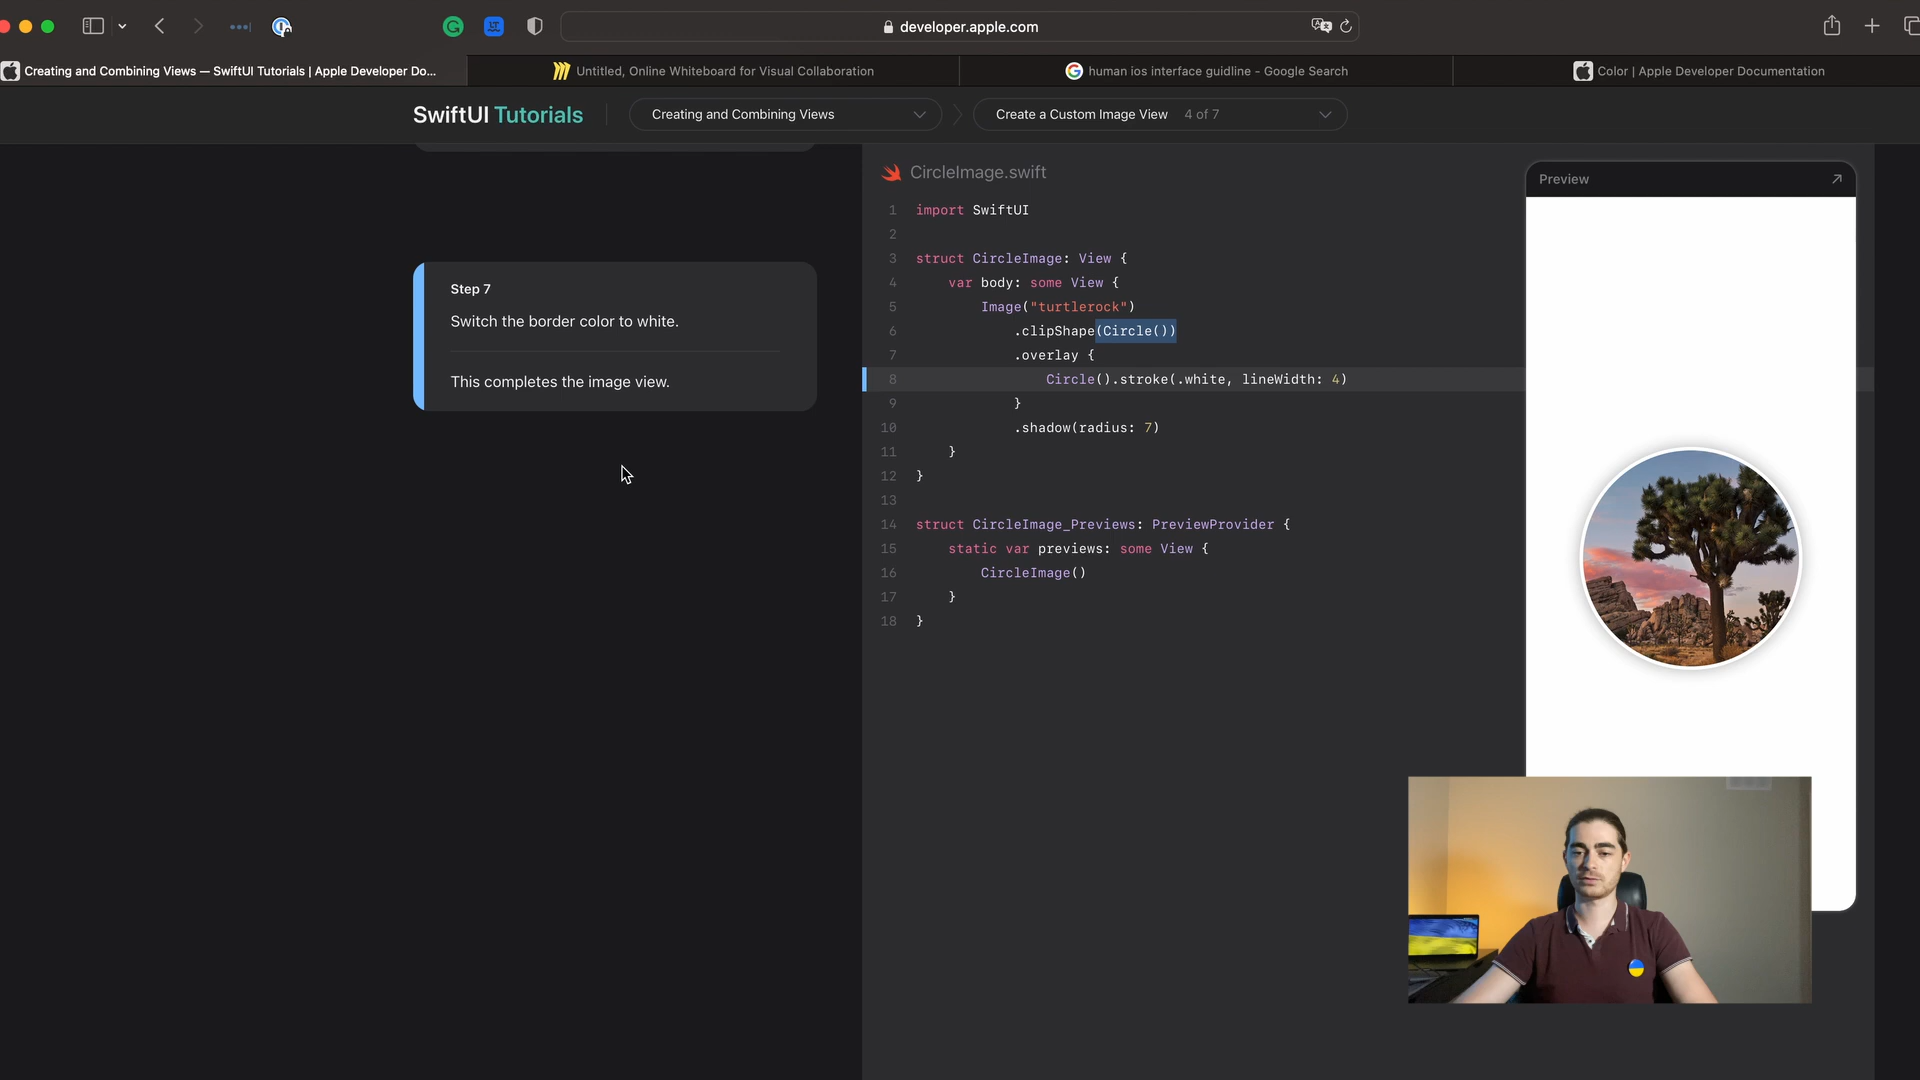 developer.apple.com
Creating and Combining Views — SwiftUI Tutorials | Apple Developer Do...
Untitled, Online Whiteboard for Visual Collaboration
human ios interface guidline - Google Search
Color | Apple Developer Documentation
SwiftUI Tutorials
Creating and Combining Views
Create a Custom Image View 4 of 7
Step 7
Switch the border color to white.
This completes the image view.
CircleImage.swift
1 import SwiftUI
2
3 struct CircleImage: View {
4 var body: some View {
5 Image("turtlerock")
6 .clipShape(Circle())
7 .overlay {
8 Circle().stroke(.white, lineWidth: 4)
9 }
10 .shadow(radius: 7)
11 }
12 }
13
14 struct CircleImage_Previews: PreviewProvider {
15 static var previews: some View {
16 CircleImage()
17 }
18 }
Preview